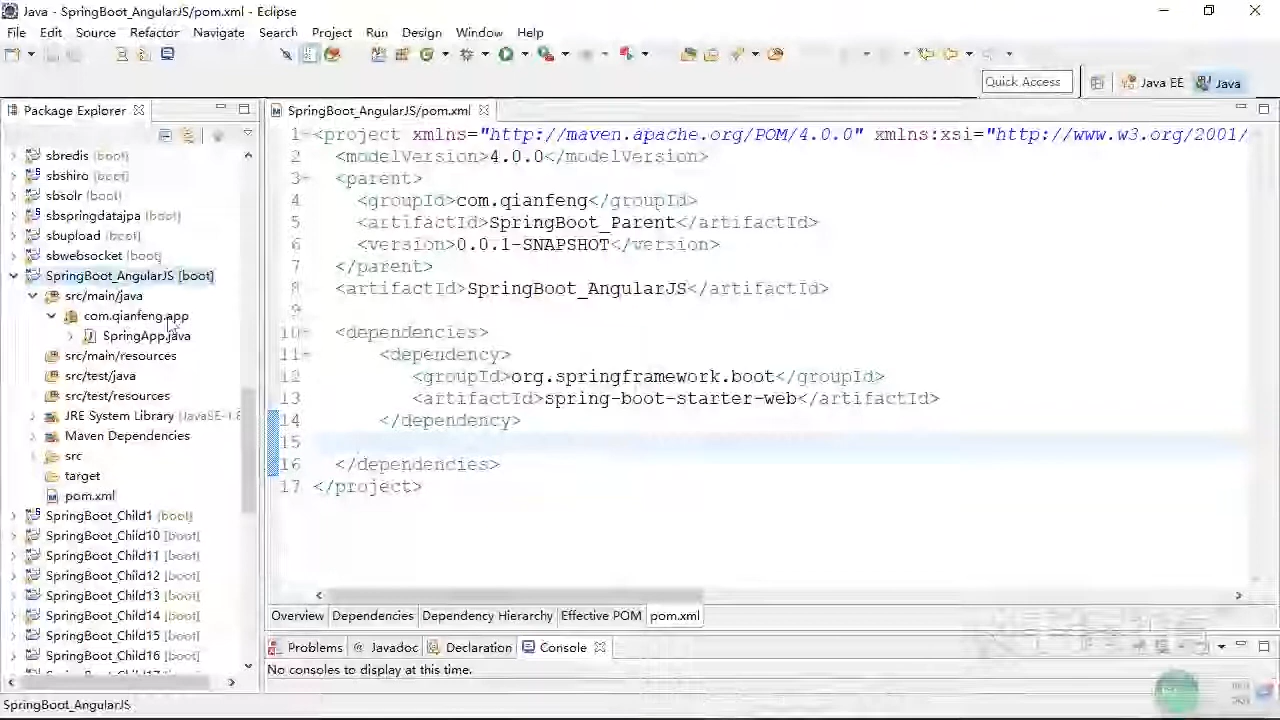 Java - SpringBoot_AngularJS/pom.xml - Eclipse
File Edit Source Refactor Navigate Search Project Run Design Window Help
Quick Access Java EE Java
Package Explorer
sbredis [boot]
sbshiro [boot]
sbsolr [boot]
sbspringdatajpa [boot]
sbupload [boot]
sbwebsocket [boot]
SpringBoot_AngularJS [boot]
src/main/java
com.qianfeng.app
SpringApp.java
src/main/resources
src/test/java
src/test/resources
JRE System Library [JavaSE-1.8
Maven Dependencies
src
target
pom.xml
SpringBoot_Child1 [boot]
SpringBoot_Child10 [boot]
SpringBoot_Child11 [boot]
SpringBoot_Child12 [boot]
SpringBoot_Child13 [boot]
SpringBoot_Child14 [boot]
SpringBoot_Child15 [boot]
SpringBoot_Child16 [boot]
SpringBoot_AngularJS/pom.xml
1 <project xmlns="http://maven.apache.org/POM/4.0.0" xmlns:xsi="http://www.w3.org/2001/
2 <modelVersion>4.0.0</modelVersion>
3 <parent>
4 <groupId>com.qianfeng</groupId>
5 <artifactId>SpringBoot_Parent</artifactId>
6 <version>0.0.1-SNAPSHOT</version>
7 </parent>
8 <artifactId>SpringBoot_AngularJS</artifactId>
9
10 <dependencies>
11 <dependency>
12 <groupId>org.springframework.boot</groupId>
13 <artifactId>spring-boot-starter-web</artifactId>
14 </dependency>
15
16 </dependencies>
17 </project>
Overview Dependencies Dependency Hierarchy Effective POM pom.xml
Problems Javadoc Declaration Console
No consoles to display at this time.
SpringBoot_AngularJS